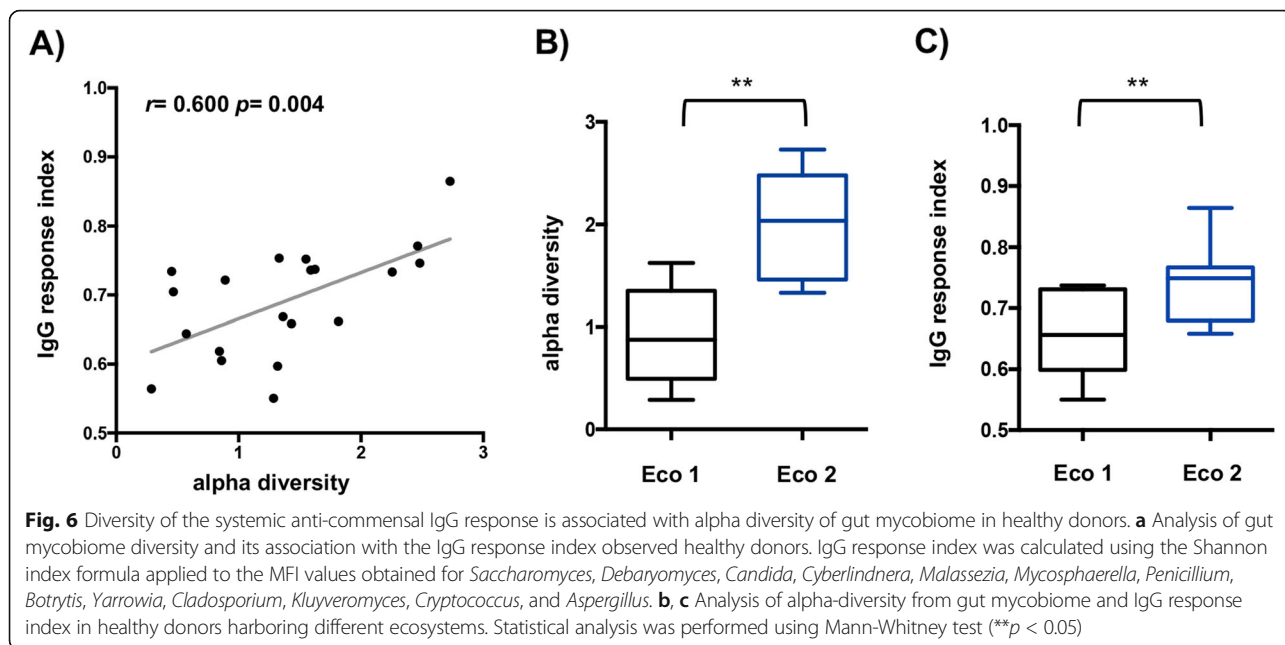 A)
r= 0.600 p= 0.004
IgG response index
1.0
0.9
0.8
0.7
0.6
0.5
0
1
2
3
alpha diversity
B)
**
alpha diversity
3
2
1
0
Eco 1
Eco 2
C)
**
IgG response index
1.0
0.9
0.8
0.7
0.6
0.5
Eco 1
Eco 2
Fig. 6 Diversity of the systemic anti-commensal IgG response is associated with alpha diversity of gut mycobiome in healthy donors. a Analysis of gut
mycobiome diversity and its association with the IgG response index observed healthy donors. IgG response index was calculated using the Shannon
index formula applied to the MFI values obtained for Saccharomyces, Debaryomyces, Candida, Cyberlindnera, Malassezia, Mycosphaerella, Penicillium,
Botrytis, Yarrowia, Cladosporium, Kluyveromyces, Cryptococcus, and Aspergillus. b, c Analysis of alpha-diversity from gut mycobiome and IgG response
index in healthy donors harboring different ecosystems. Statistical analysis was performed using Mann-Whitney test (**p < 0.05)